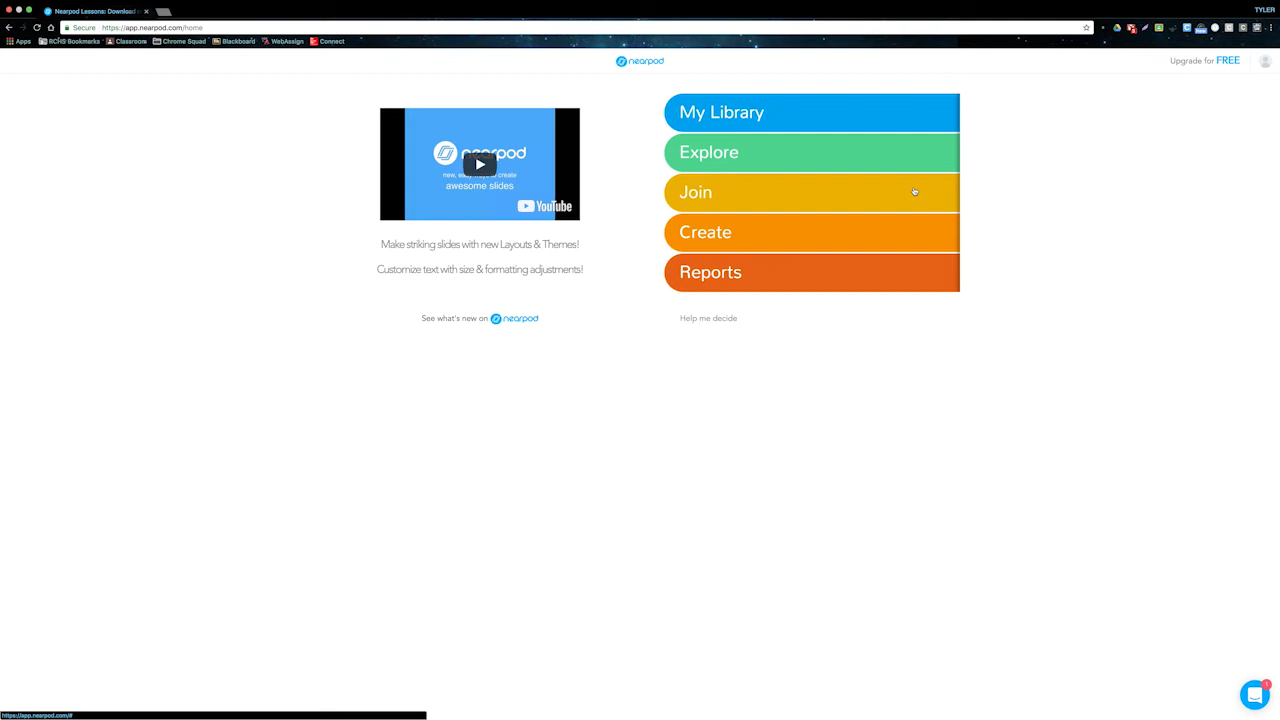 TYLER
Nearpod Lessons: Download
Secure https://app.nearpod.com/home
Apps RCHS Bookmarks Classroom Chrome Squad Blackboard WebAssign Connect
nearpod
Upgrade for FREE
nearpod
new, easy ways to create
awesome slides
YouTube
Make striking slides with new Layouts & Themes!
Customize text with size & formatting adjustments!
See what's new on nearpod
My Library
Explore
Join
Create
Reports
Help me decide
1
https://app.nearpod.com/#